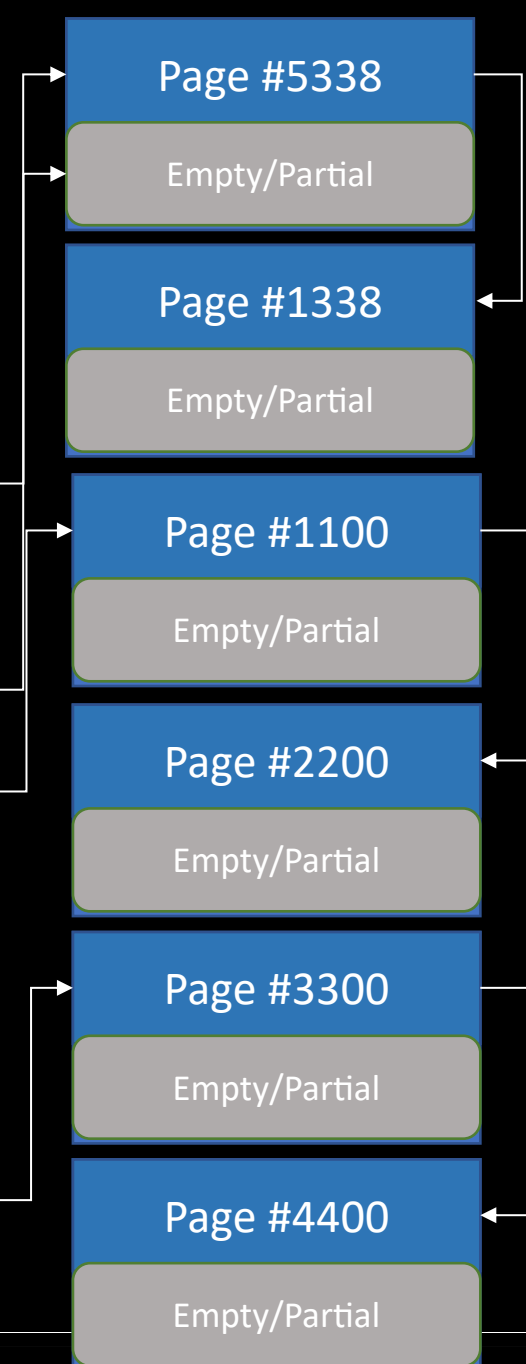 Page #5338
Empty/Partial
Page #1338
Empty/Partial
Page #1100
Empty/Partial
Page #2200
Empty/Partial
Page #3300
Empty/Partial
Page #4400
Empty/Partial